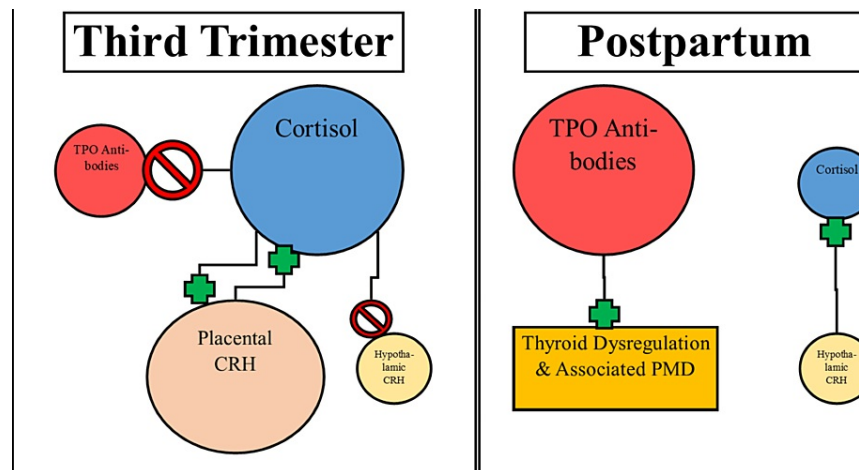 Third Trimester
TPO Anti-
bodies
Cortisol
Placental
CRH
Hypotha-
lamic
CRH
Postpartum
TPO Anti-
bodies
Cortisol
Thyroid Dysregulation
& Associated PMD
Hypotha-
lamic
CRH